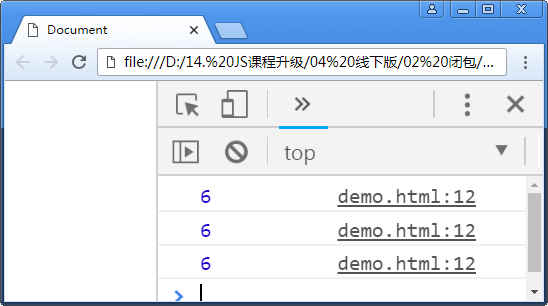 Document
file:///D:/14.%20JS课程升级/04%20线下版/02%20闭包/...
top
6 demo.html:12
6 demo.html:12
6 demo.html:12